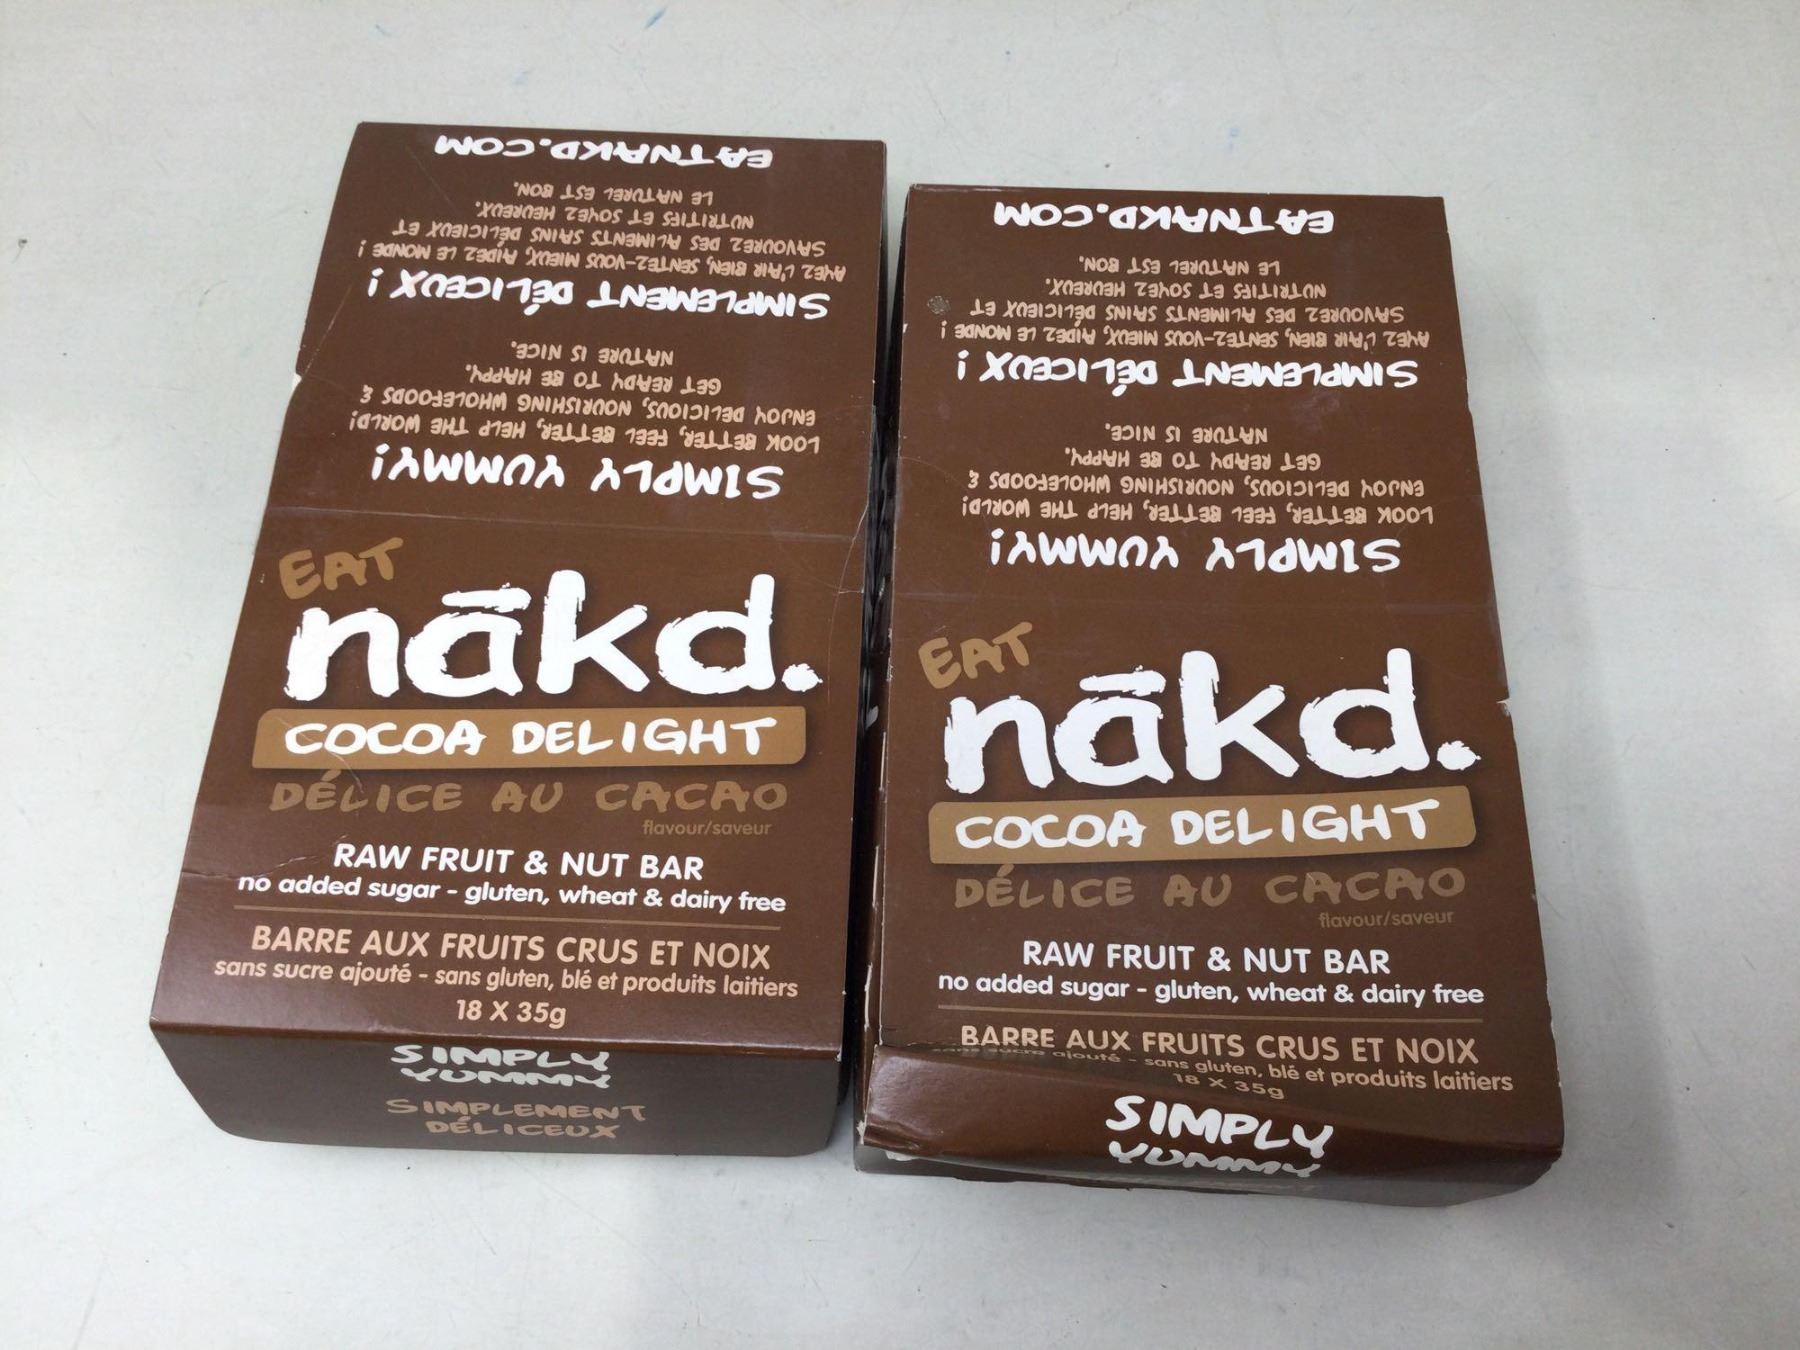 EATNAKD.COM
LE NATUREL EST BON.
NUTRITIFS ET SOYEZ HEUREUX.
SAVOUREZ DES ALIMENTS SAINS DÉLICIEUX ET
AYEZ L'AIR BIEN, SENTEZ-VOUS MIEUX, AIDEZ LE MONDE !
SIMPLEMENT DÉLICEUX !
NATURE IS NICE.
GET READY TO BE HAPPY.
ENJOY DELICIOUS, NOURISHING WHOLEFOODS &
LOOK BETTER, FEEL BETTER, HELP THE WORLD!
SIMPLY YUMMY!
EAT
nākd.
COCOA DELIGHT
DÉLICE AU CACAO
flavour/saveur
RAW FRUIT & NUT BAR
no added sugar - gluten, wheat & dairy free
BARRE AUX FRUITS CRUS ET NOIX
sans sucre ajouté - sans gluten, blé et produits laitiers
18 X 35g
SIMPLY
YUMMY
SIMPLEMENT
DÉLICEUX
EATNAKD.COM
LE NATUREL EST BON.
NUTRITIFS ET SOYEZ HEUREUX.
SAVOUREZ DES ALIMENTS SAINS DÉLICIEUX ET
AYEZ L'AIR BIEN, SENTEZ-VOUS MIEUX, AIDEZ LE MONDE !
SIMPLEMENT DÉLICEUX !
NATURE IS NICE.
GET READY TO BE HAPPY.
ENJOY DELICIOUS, NOURISHING WHOLEFOODS &
LOOK BETTER, FEEL BETTER, HELP THE WORLD!
SIMPLY YUMMY!
EAT
nākd.
COCOA DELIGHT
DÉLICE AU CACAO
flavour/saveur
RAW FRUIT & NUT BAR
no added sugar - gluten, wheat & dairy free
BARRE AUX FRUITS CRUS ET NOIX
sans sucre ajouté - sans gluten, blé et produits laitiers
18 X 35g
SIMPLY
YUMMY